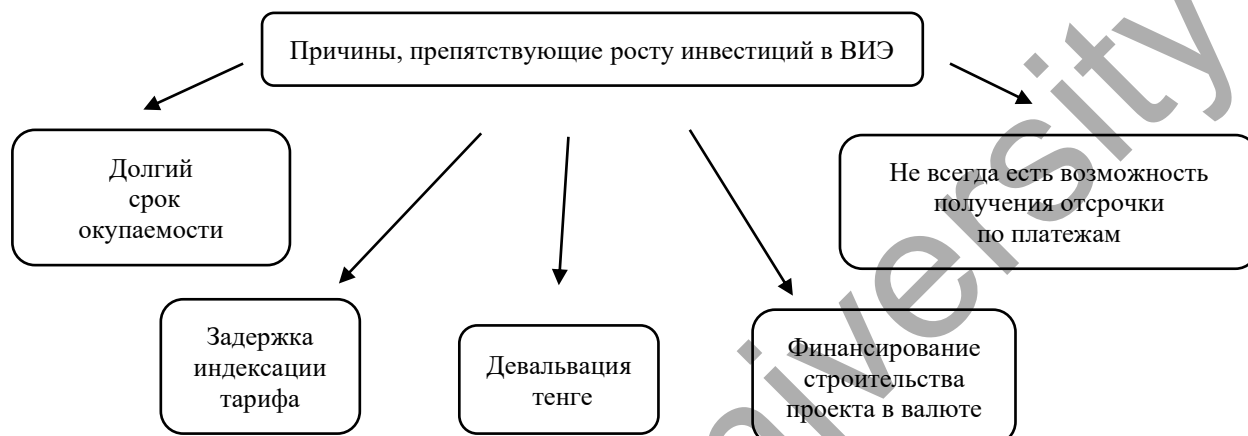 Причины, препятствующие росту инвестиций в ВИЭ
Долгий
срок
окупаемости
Не всегда есть возможность
получения отсрочки
по платежам
Задержка
индексации
тарифа
Девальвация
тенге
Финансирование
строительства
проекта в валюте
University